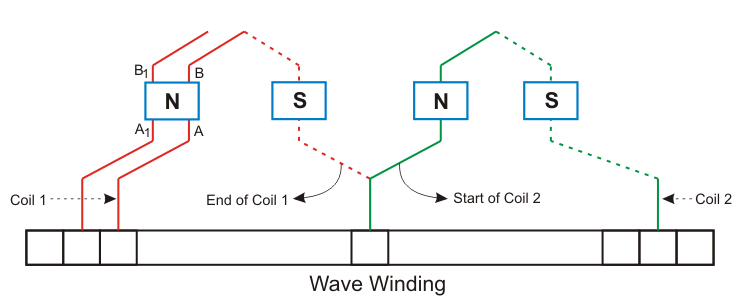 B1
B
N
S
N
S
A1
A
Coil 1
End of Coil 1
Start of Coil 2
Coil 2
Wave Winding